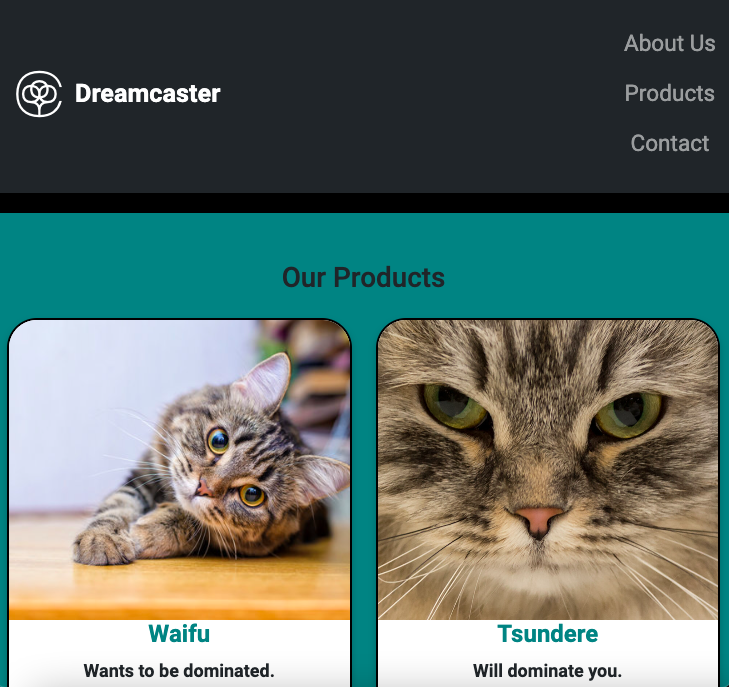 About Us
Dreamcaster
Products
Contact
Our Products
Waifu
Tsundere
Wants to be dominated.
Will dominate you.